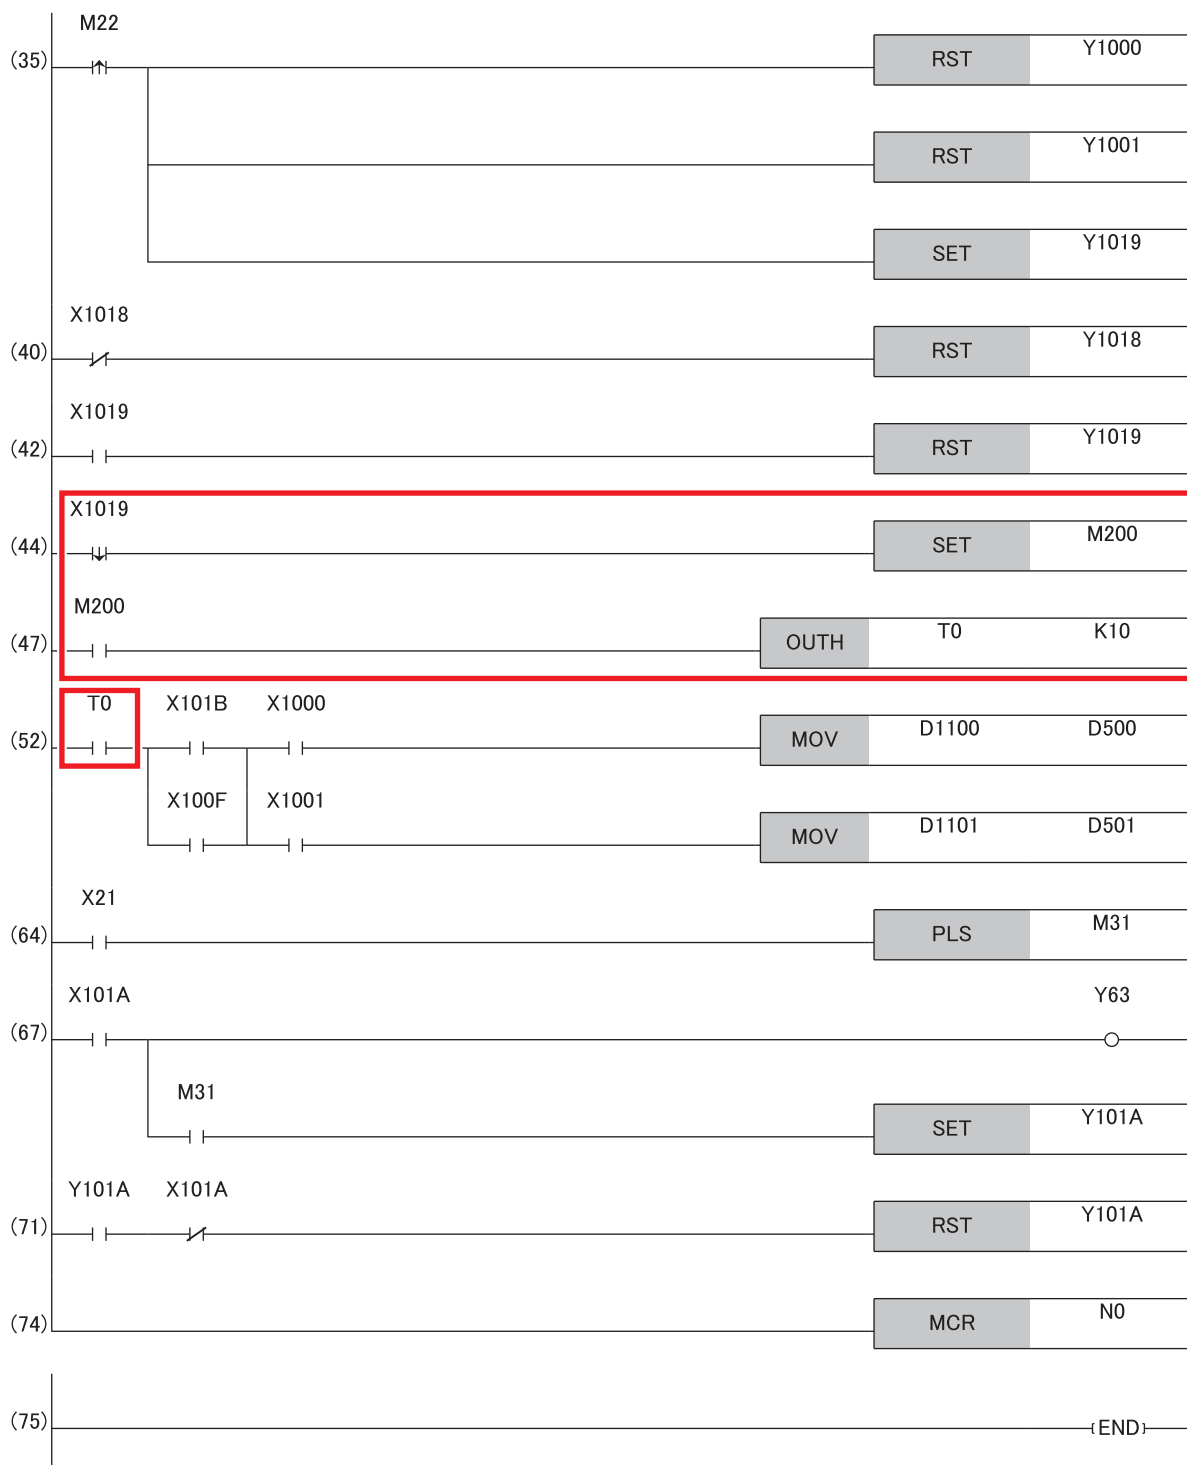 M22
(35) RST Y1000
RST Y1001
SET Y1019
X1018
(40) RST Y1018
X1019
(42) RST Y1019
X1019
(44) SET M200
M200
(47) OUTH T0 K10
T0 X101B X1000
(52) MOV D1100 D500
X100F X1001
MOV D1101 D501
X21
(64) PLS M31
X101A Y63
(67)
M31
SET Y101A
Y101A X101A
(71) RST Y101A
(74) MCR N0
(75) END